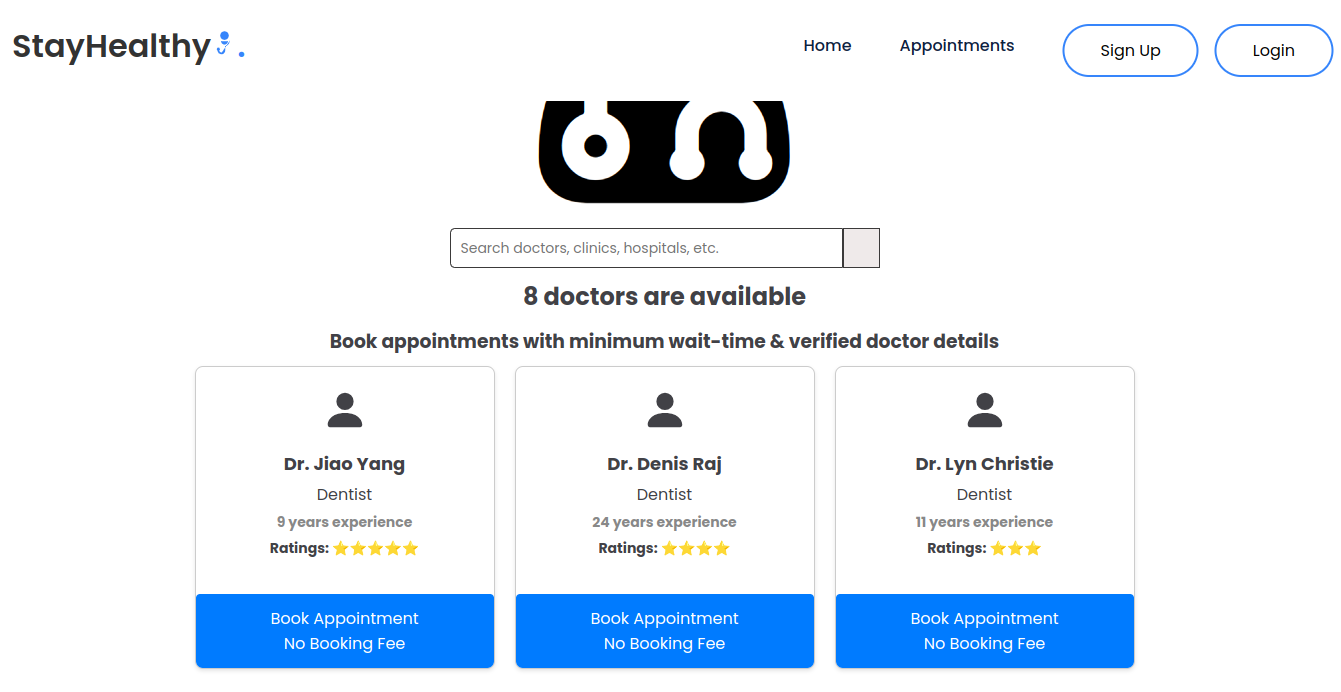 StayHealthy .
Home
Appointments
Sign Up
Login
Search doctors, clinics, hospitals, etc.
8 doctors are available
Book appointments with minimum wait-time & verified doctor details
Dr. Jiao Yang
Dentist
9 years experience
Ratings: ⭐⭐⭐⭐⭐
Book Appointment
No Booking Fee
Dr. Denis Raj
Dentist
24 years experience
Ratings: ⭐⭐⭐⭐
Book Appointment
No Booking Fee
Dr. Lyn Christie
Dentist
11 years experience
Ratings: ⭐⭐⭐
Book Appointment
No Booking Fee